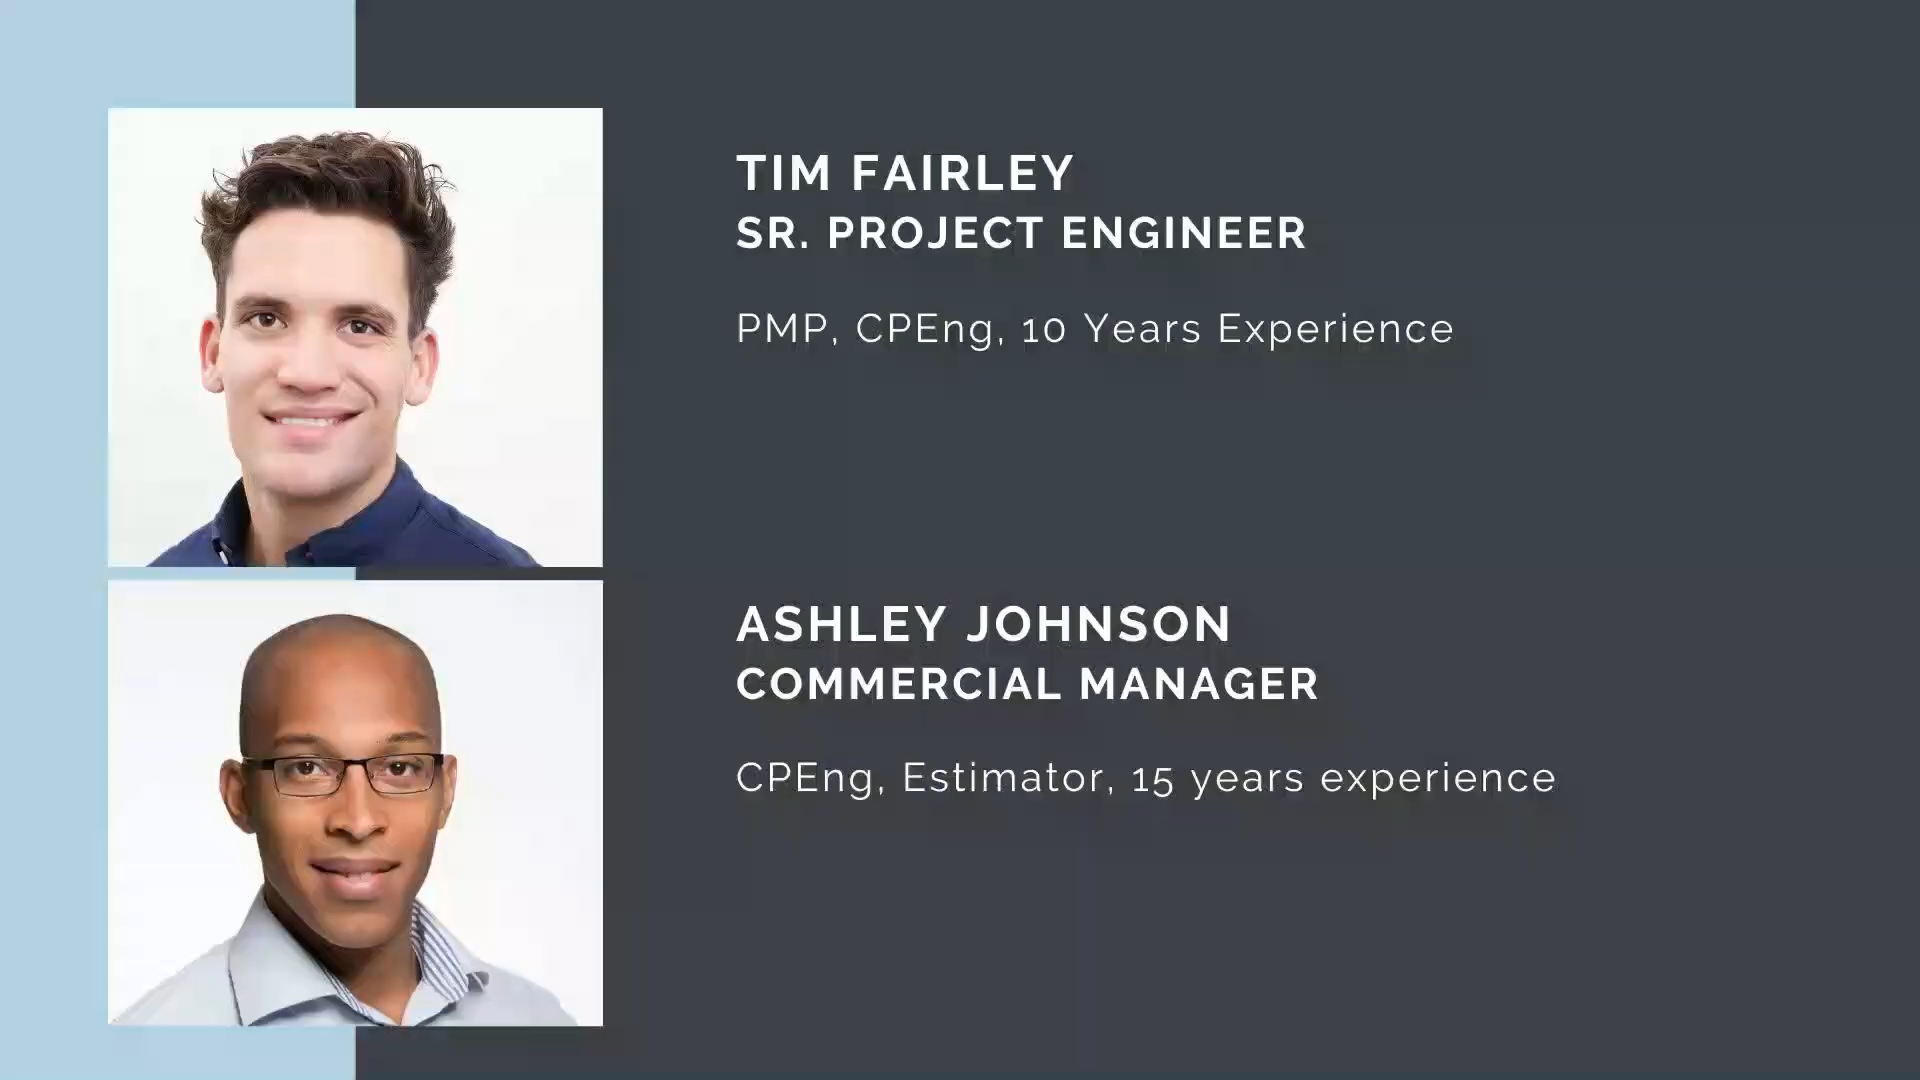 TIM FAIRLEY
SR. PROJECT ENGINEER
PMP, CPEng, 10 Years Experience
ASHLEY JOHNSON
COMMERCIAL MANAGER
CPEng, Estimator, 15 years experience